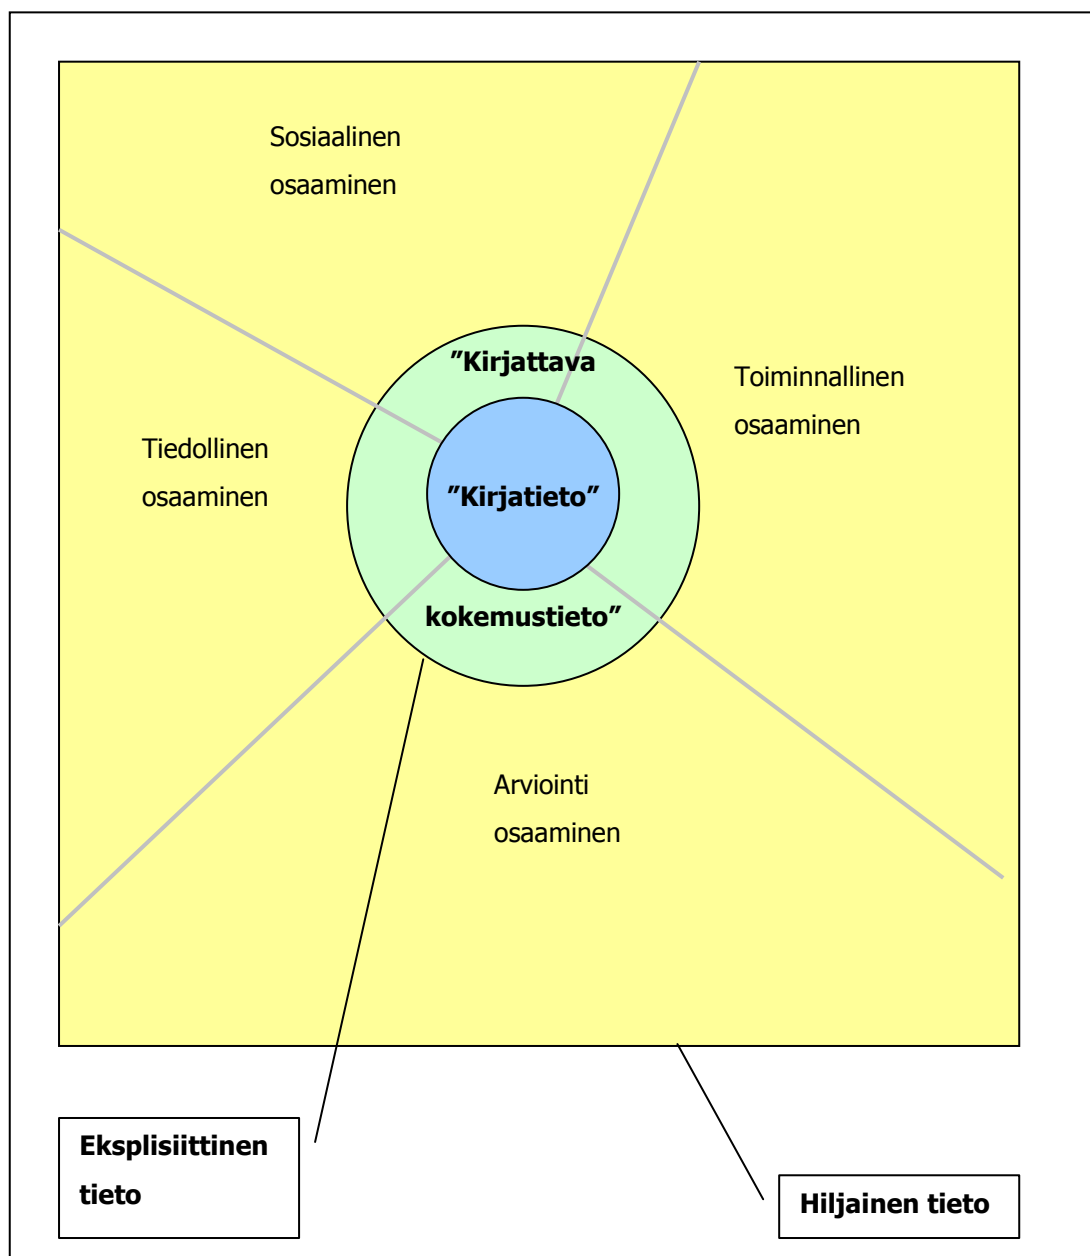 Sosiaalinen
osaaminen
”Kirjattava
Toiminnallinen
osaaminen
Tiedollinen
osaaminen
”Kirjatieto”
kokemustieto”
Arviointi
osaaminen
Eksplisiittinen
tieto
Hiljainen tieto